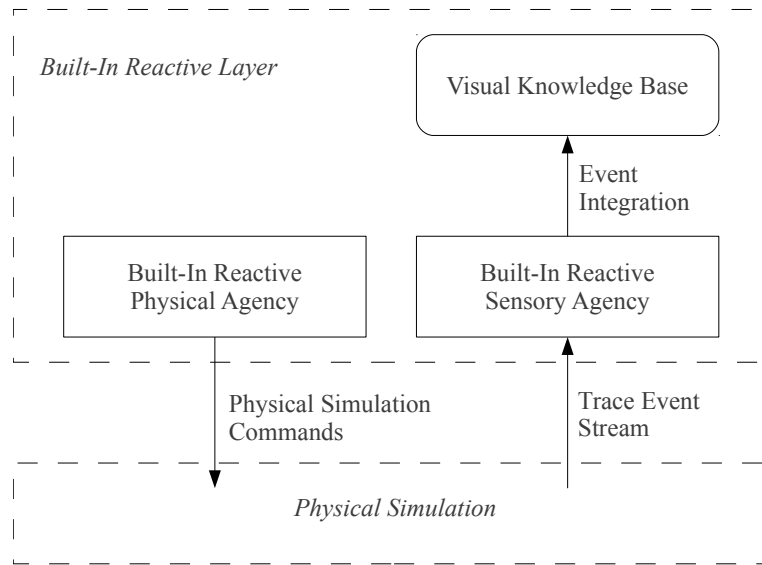 Built-In Reactive Layer
Visual Knowledge Base
Event
Integration
Built-In Reactive
Physical Agency
Built-In Reactive
Sensory Agency
Physical Simulation
Commands
Trace Event
Stream
Physical Simulation